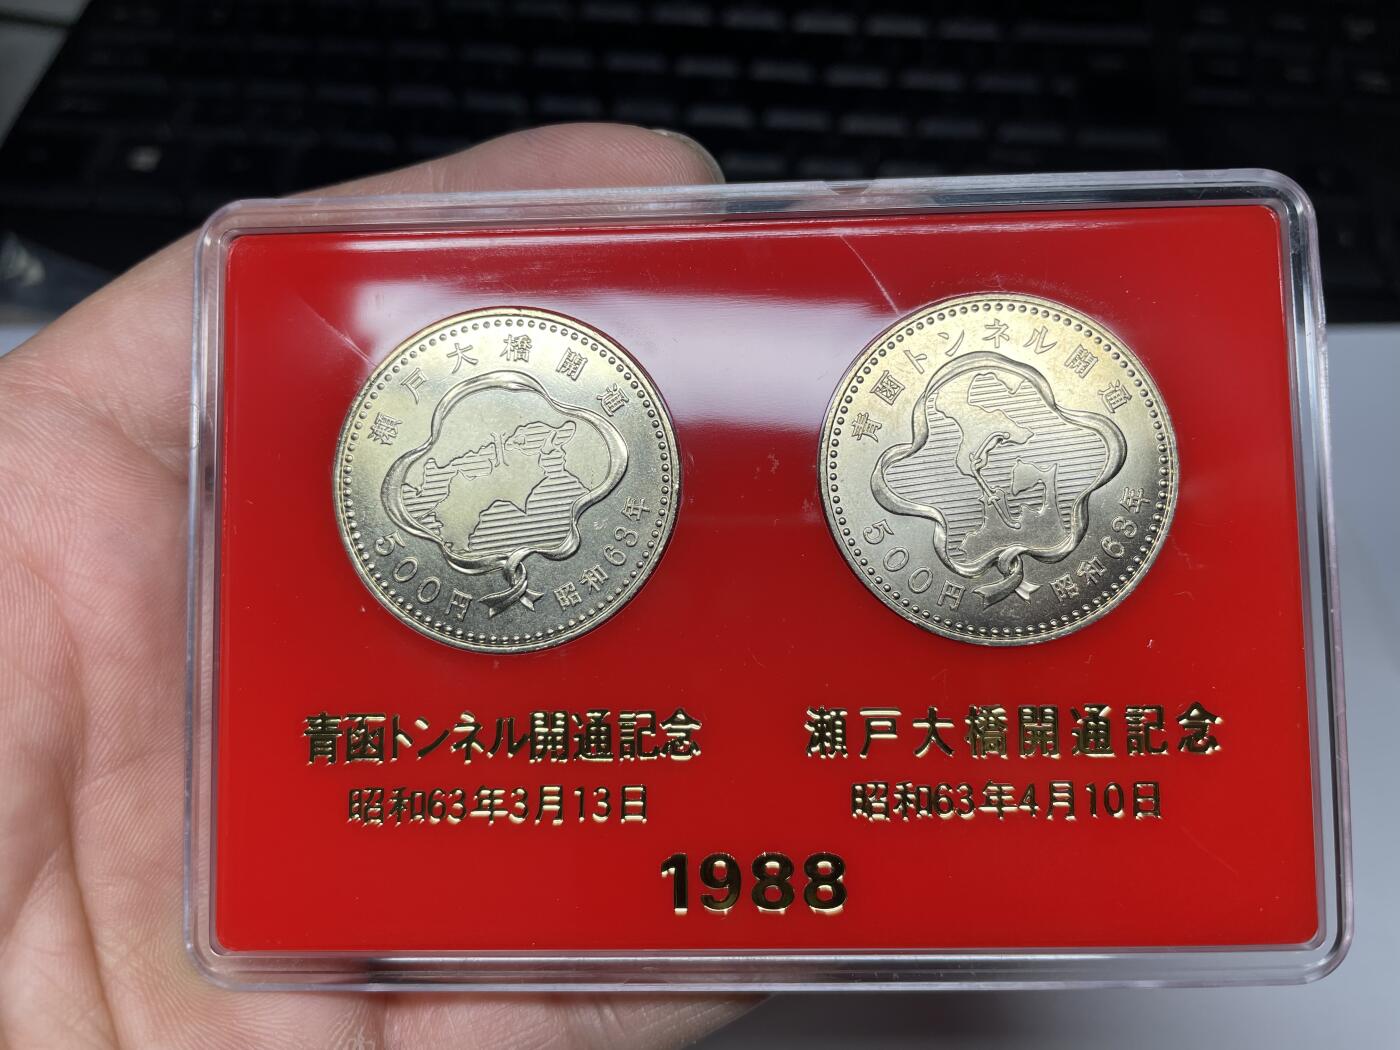 瀬戸大橋開通
500円 昭和63年
青函トンネル開通
500円 昭和63年
青函トンネル開通記念
昭和63年3月13日
瀬戸大橋開通記念
昭和63年4月10日
1988